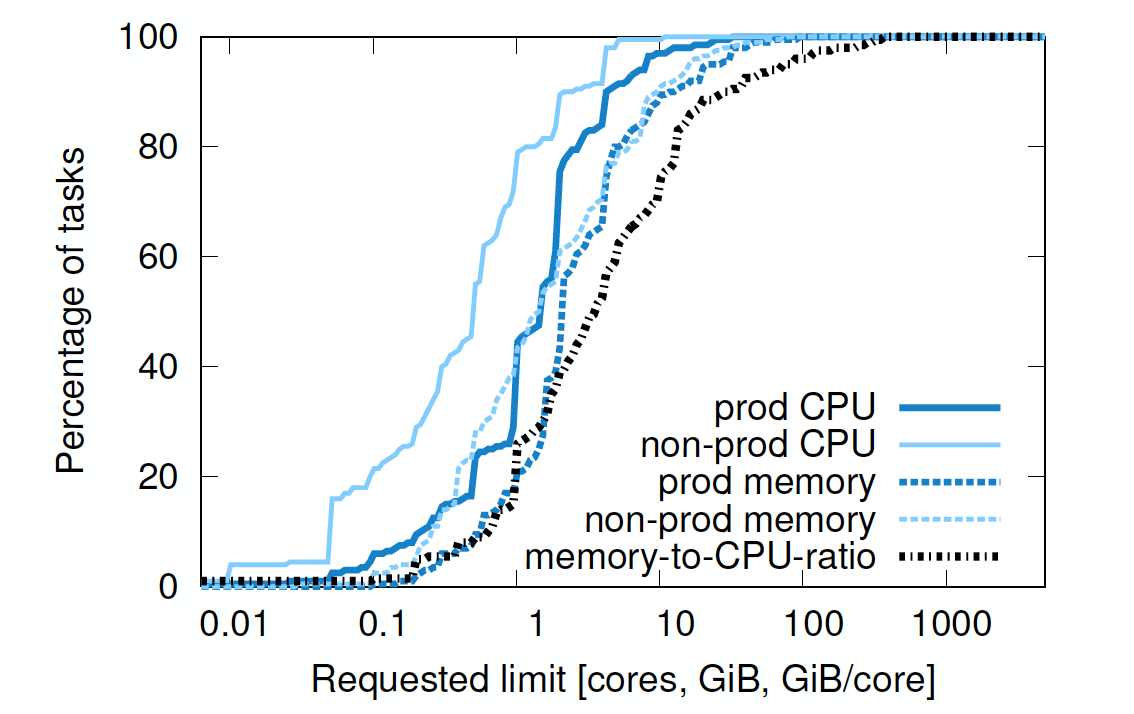 100
80
60
40
20
0
Percentage of tasks
prod CPU
non-prod CPU
prod memory
non-prod memory
memory-to-CPU-ratio
0.01 0.1 1 10 100 1000
Requested limit [cores, GiB, GiB/core]